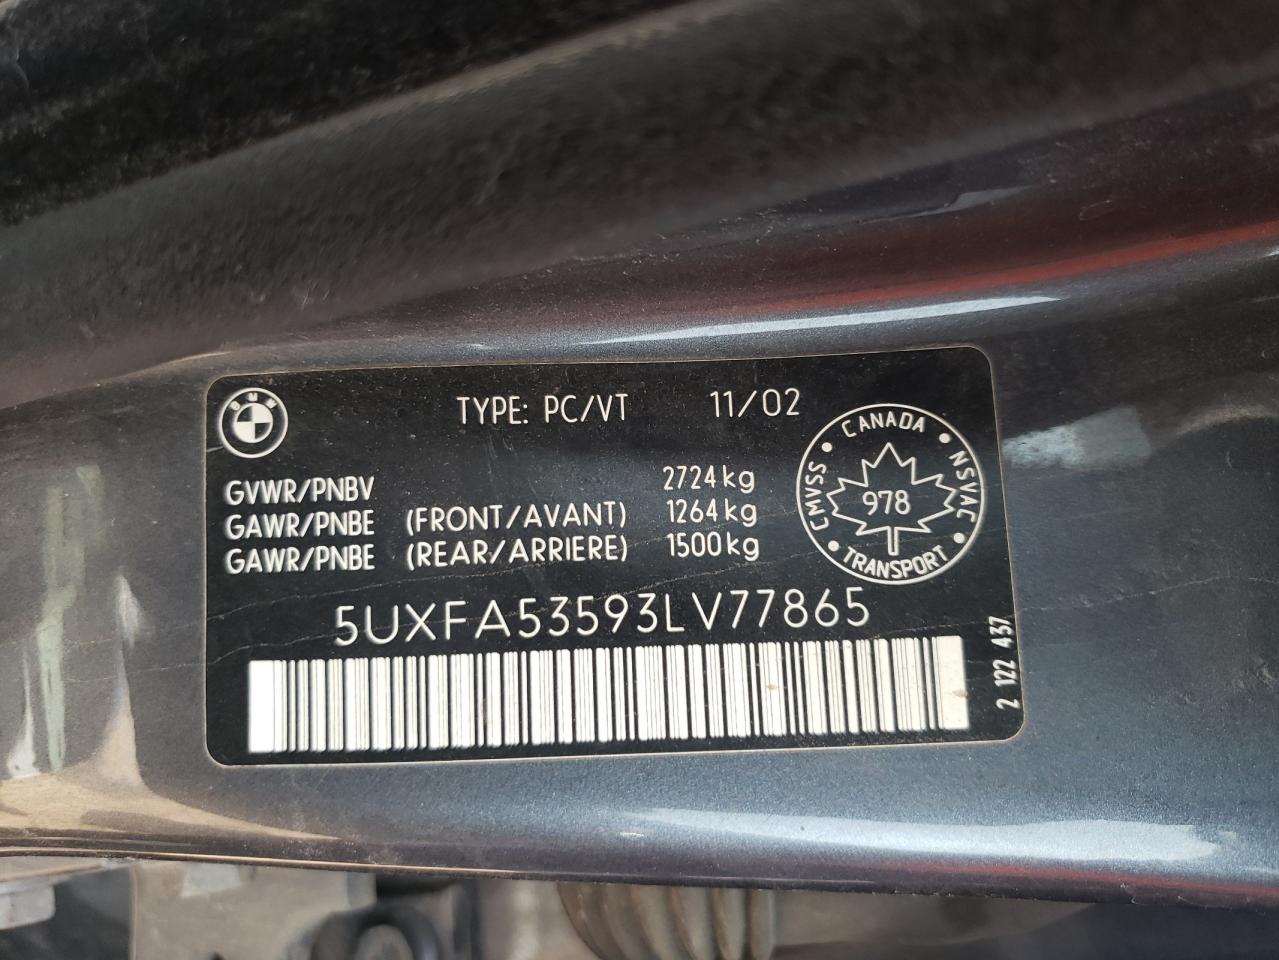 BMW
TYPE: PC/VT 11/02
GVWR/PNBV 2724kg
GAWR/PNBE (FRONT/AVANT) 1264kg
GAWR/PNBE (REAR/ARRIERE) 1500kg
• CANADA •
CMVSS 978 NSVAC
• TRANSPORT •
5UXFA53593LV77865
2 122 437